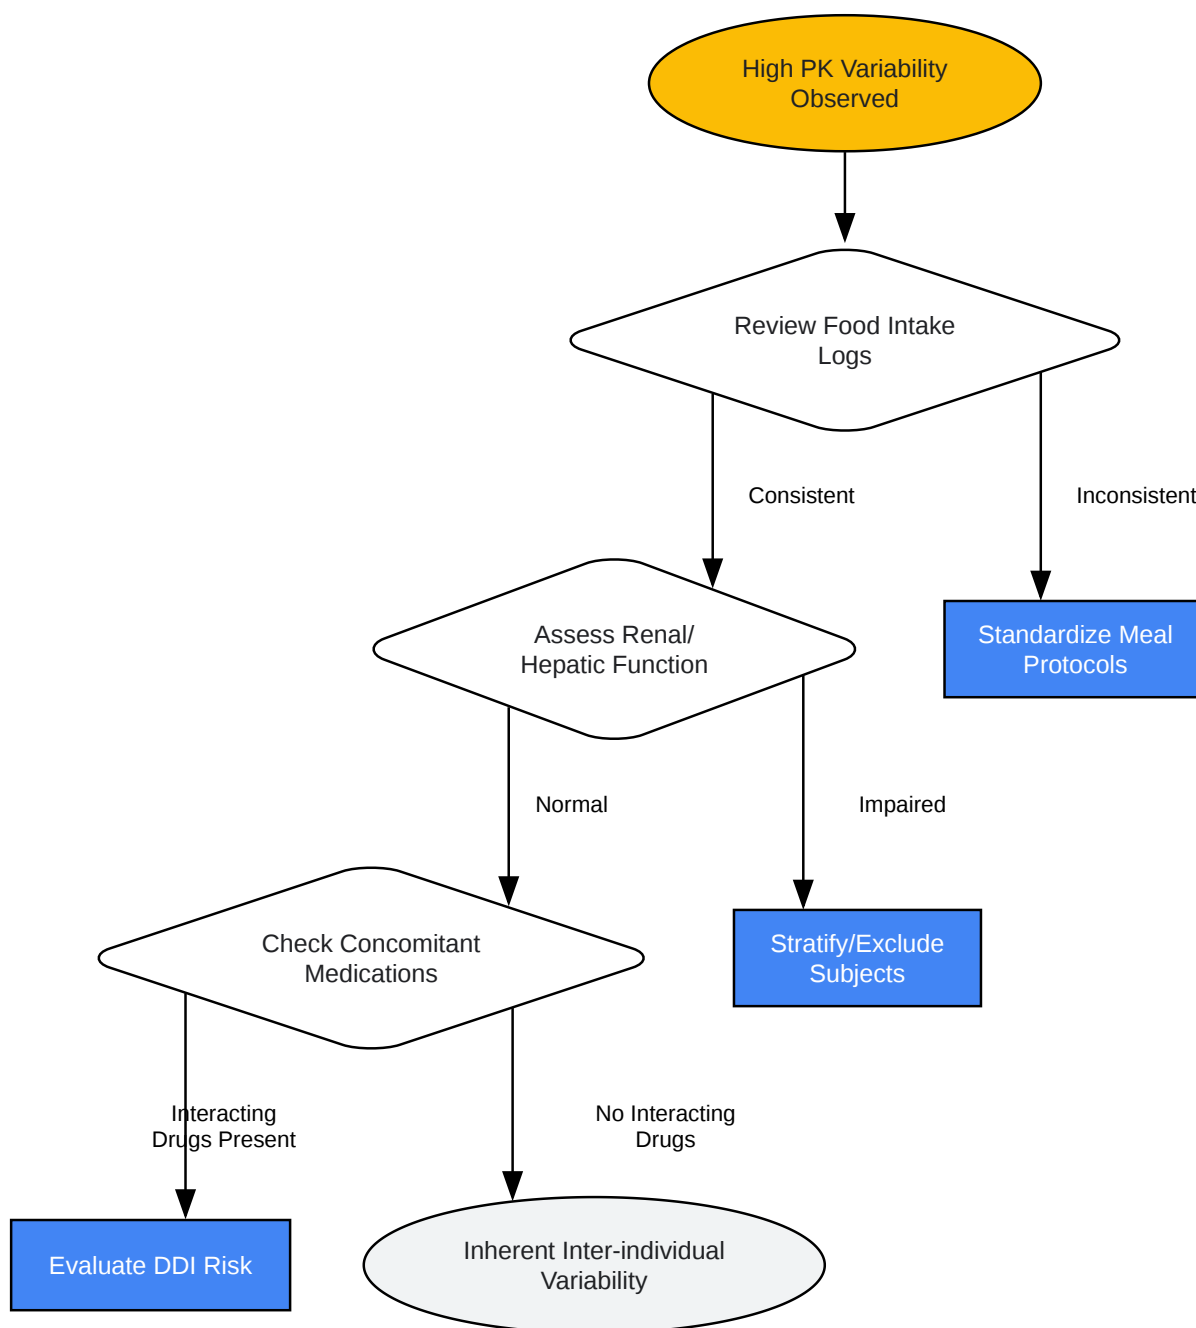 High PK Variability
Observed
Review Food Intake
Logs
Consistent
Inconsistent
Standardize Meal
Protocols
Assess Renal/
Hepatic Function
Normal
Impaired
Stratify/Exclude
Subjects
Check Concomitant
Medications
Interacting
Drugs Present
No Interacting
Drugs
Evaluate DDI Risk
Inherent Inter-individual
Variability